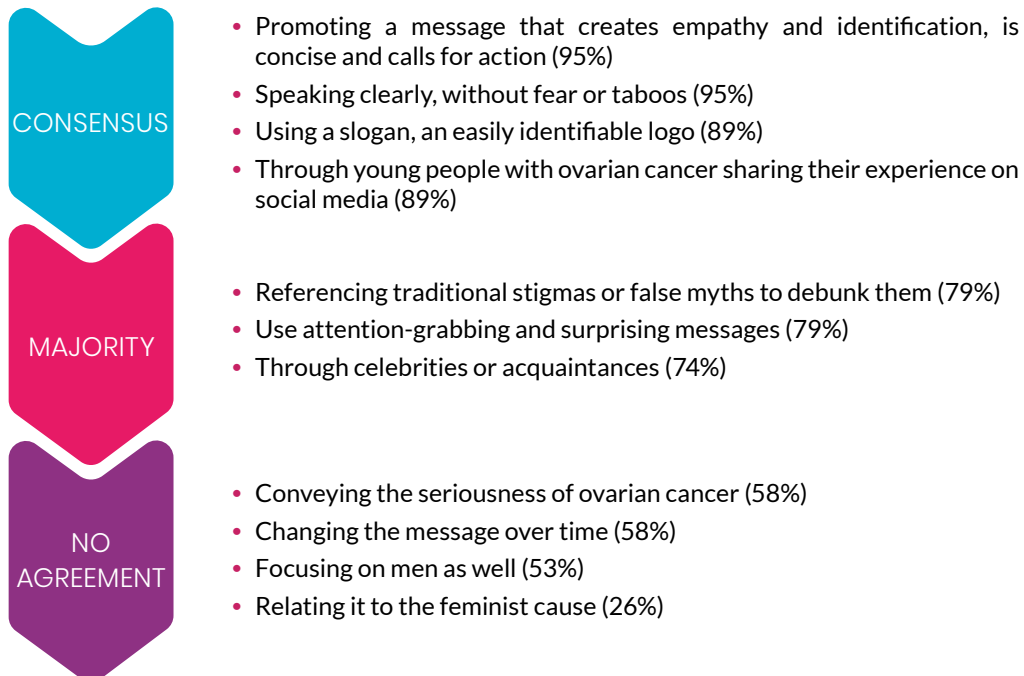 CONSENSUS
• Promoting a message that creates empathy and identification, is
concise and calls for action (95%)
• Speaking clearly, without fear or taboos (95%)
• Using a slogan, an easily identifiable logo (89%)
• Through young people with ovarian cancer sharing their experience on
social media (89%)
MAJORITY
• Referencing traditional stigmas or false myths to debunk them (79%)
• Use attention-grabbing and surprising messages (79%)
• Through celebrities or acquaintances (74%)
NO
AGREEMENT
• Conveying the seriousness of ovarian cancer (58%)
• Changing the message over time (58%)
• Focusing on men as well (53%)
• Relating it to the feminist cause (26%)